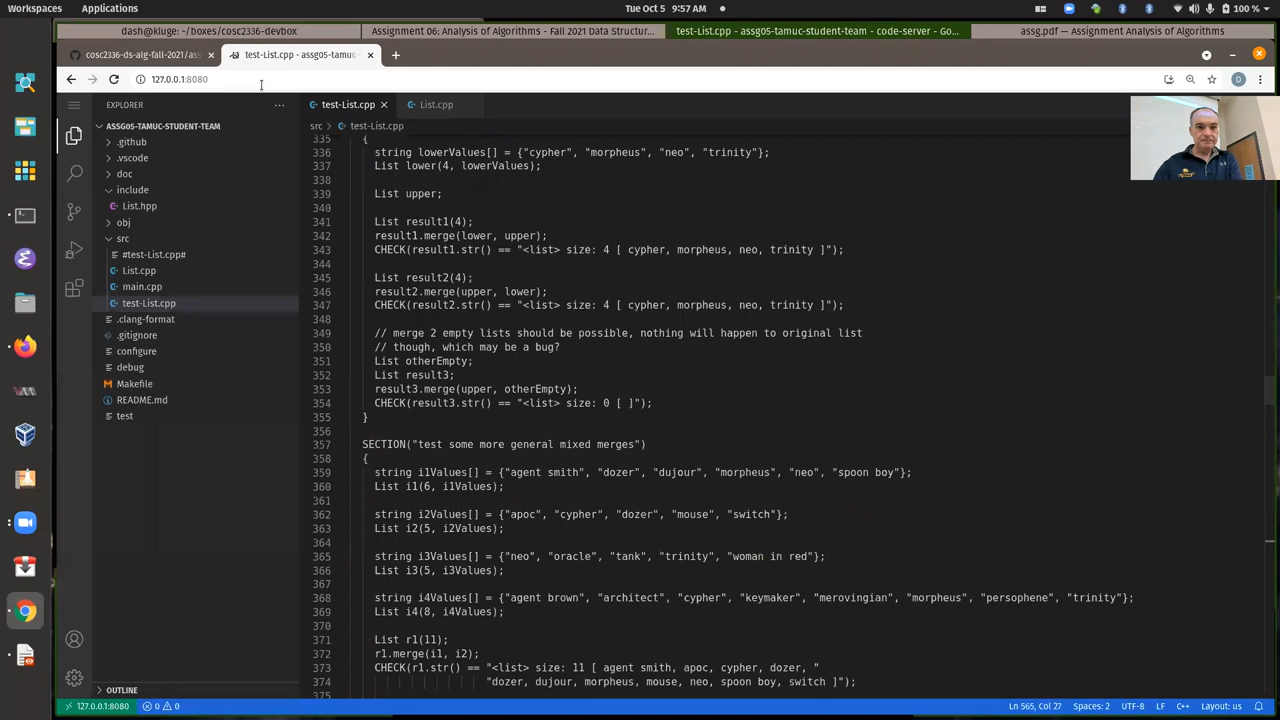 Workspaces
Applications
Tue Oct 5 9:57 AM
100 %
dash@kluge: ~/boxes/cosc2336-devbox
Assignment 06: Analysis of Algorithms - Fall 2021 Data Structur...
test-List.cpp - assg05-tamuc-student-team - code-server - Go...
assg.pdf — Assignment Analysis of Algorithms
cosc2336-ds-alg-fall-2021/ass
test-List.cpp - assg05-tamuc-
127.0.0.1:8080
D
EXPLORER
test-List.cpp
List.cpp
ASSG05-TAMUC-STUDENT-TEAM
src > test-List.cpp
.github
.vscode
doc
include
List.hpp
obj
src
#test-List.cpp#
List.cpp
main.cpp
test-List.cpp
.clang-format
.gitignore
configure
debug
Makefile
README.md
test
OUTLINE
335 {
336 string lowerValues[] = {"cypher", "morpheus", "neo", "trinity"};
337 List lower(4, lowerValues);
338
339 List upper;
340
341 List result1(4);
342 result1.merge(lower, upper);
343 CHECK(result1.str() == "<list> size: 4 [ cypher, morpheus, neo, trinity ]");
344
345 List result2(4);
346 result2.merge(upper, lower);
347 CHECK(result2.str() == "<list> size: 4 [ cypher, morpheus, neo, trinity ]");
348
349 // merge 2 empty lists should be possible, nothing will happen to original list
350 // though, which may be a bug?
351 List otherEmpty;
352 List result3;
353 result3.merge(upper, otherEmpty);
354 CHECK(result3.str() == "<list> size: 0 [ ]");
355 }
356
357 SECTION("test some more general mixed merges")
358 {
359 string i1Values[] = {"agent smith", "dozer", "dujour", "morpheus", "neo", "spoon boy"};
360 List i1(6, i1Values);
361
362 string i2Values[] = {"apoc", "cypher", "dozer", "mouse", "switch"};
363 List i2(5, i2Values);
364
365 string i3Values[] = {"neo", "oracle", "tank", "trinity", "woman in red"};
366 List i3(5, i3Values);
367
368 string i4Values[] = {"agent brown", "architect", "cypher", "keymaker", "merovingian", "morpheus", "persophene", "trinity"};
369 List i4(8, i4Values);
370
371 List r1(11);
372 r1.merge(i1, i2);
373 CHECK(r1.str() == "<list> size: 11 [ agent smith, apoc, cypher, dozer, "
374 "dozer, dujour, morpheus, mouse, neo, spoon boy, switch ]");
375
127.0.0.1:8080
0
0
Ln 565, Col 27
Spaces: 2
UTF-8
LF
C++
Layout: us